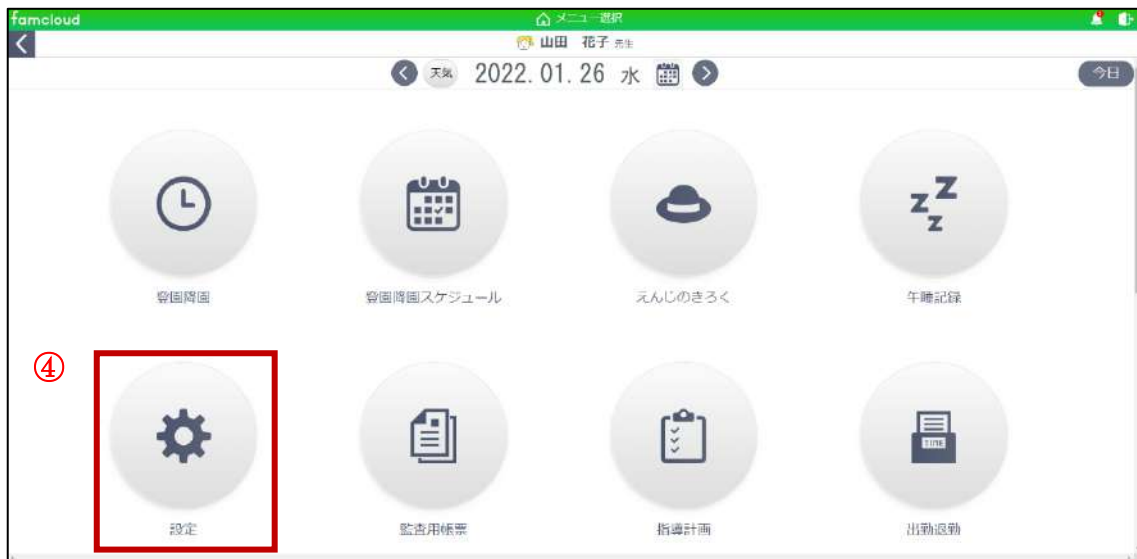 famcloud
メニュー選択
山田 花子 先生
天気 2022.01.26 水
今日
L
z Z z
登園降園
登園降園スケジュール
えんじのきろく
午睡記録
④
TIME
設定
監査用帳票
指導計画
出勤退勤